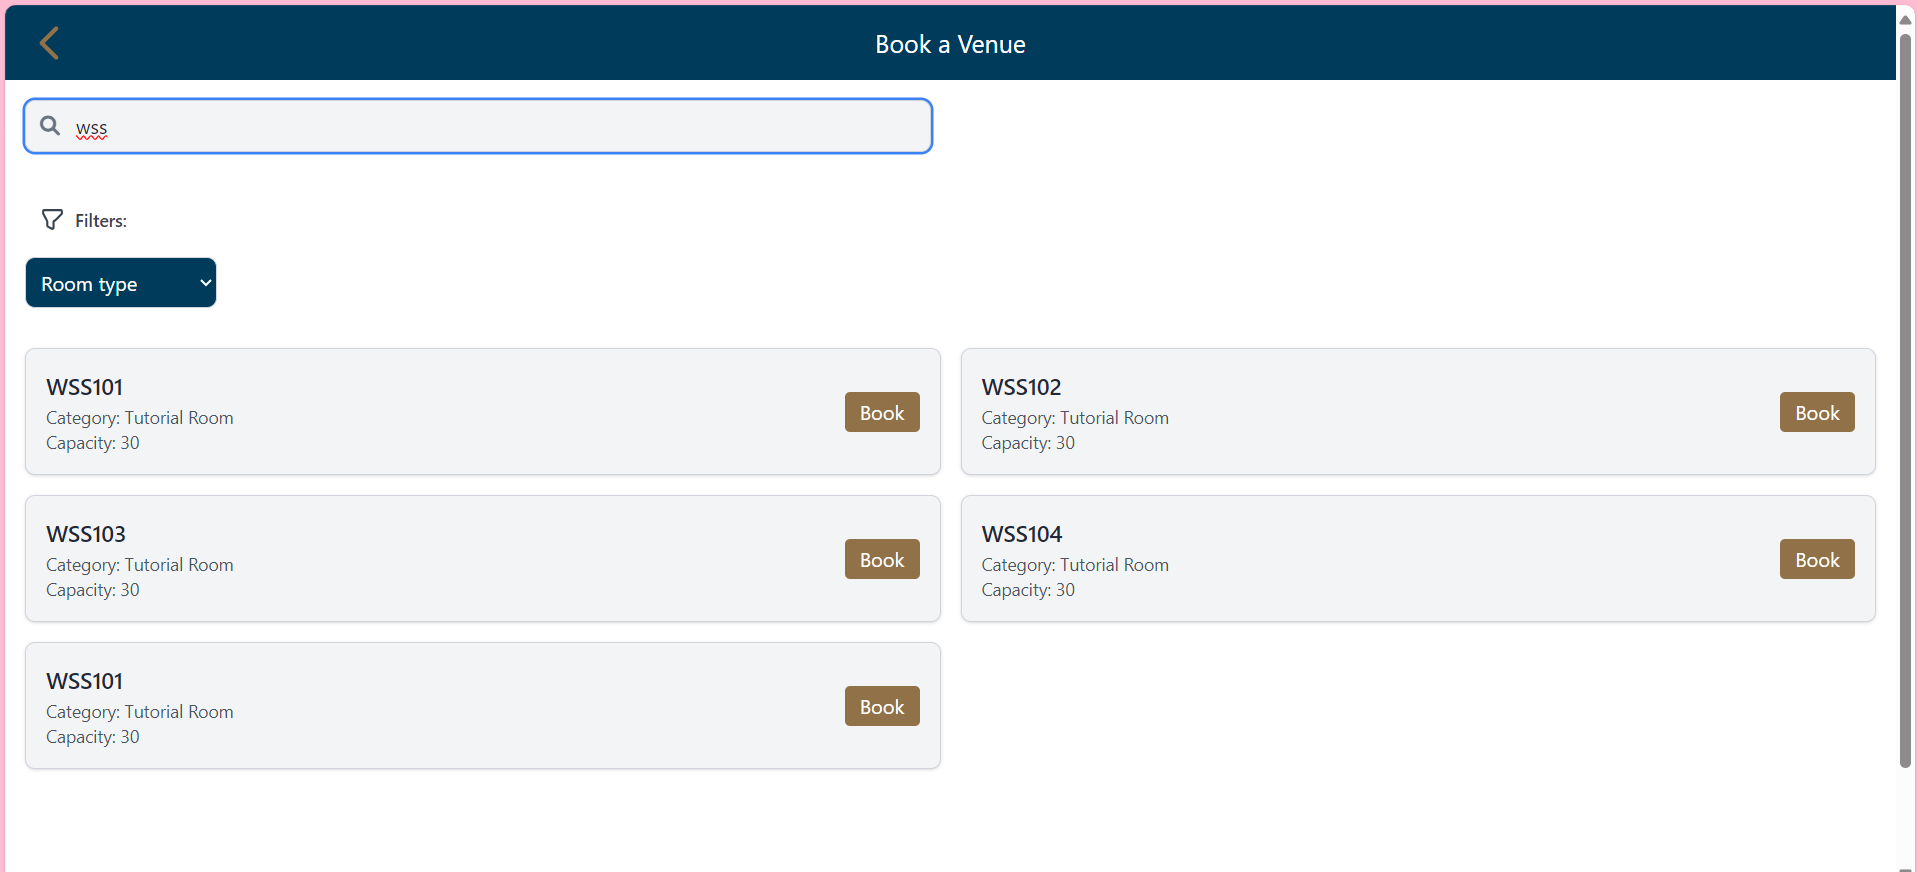 Book a Venue
wss
Filters:
Room type
WSS101
Category: Tutorial Room
Capacity: 30
Book
WSS102
Category: Tutorial Room
Capacity: 30
Book
WSS103
Category: Tutorial Room
Capacity: 30
Book
WSS104
Category: Tutorial Room
Capacity: 30
Book
WSS101
Category: Tutorial Room
Capacity: 30
Book